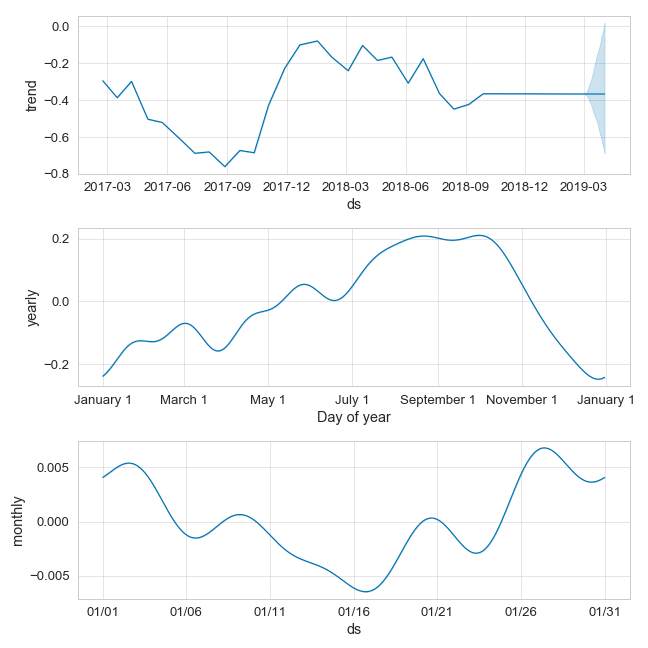 0.0
−0.2
−0.4
−0.6
−0.8
trend
2017-03 2017-06 2017-09 2017-12 2018-03 2018-06 2018-09 2018-12 2019-03
ds
0.2
0.0
−0.2
yearly
January 1 March 1 May 1 July 1 September 1 November 1 January 1
Day of year
0.005
0.000
−0.005
monthly
01/01 01/06 01/11 01/16 01/21 01/26 01/31
ds